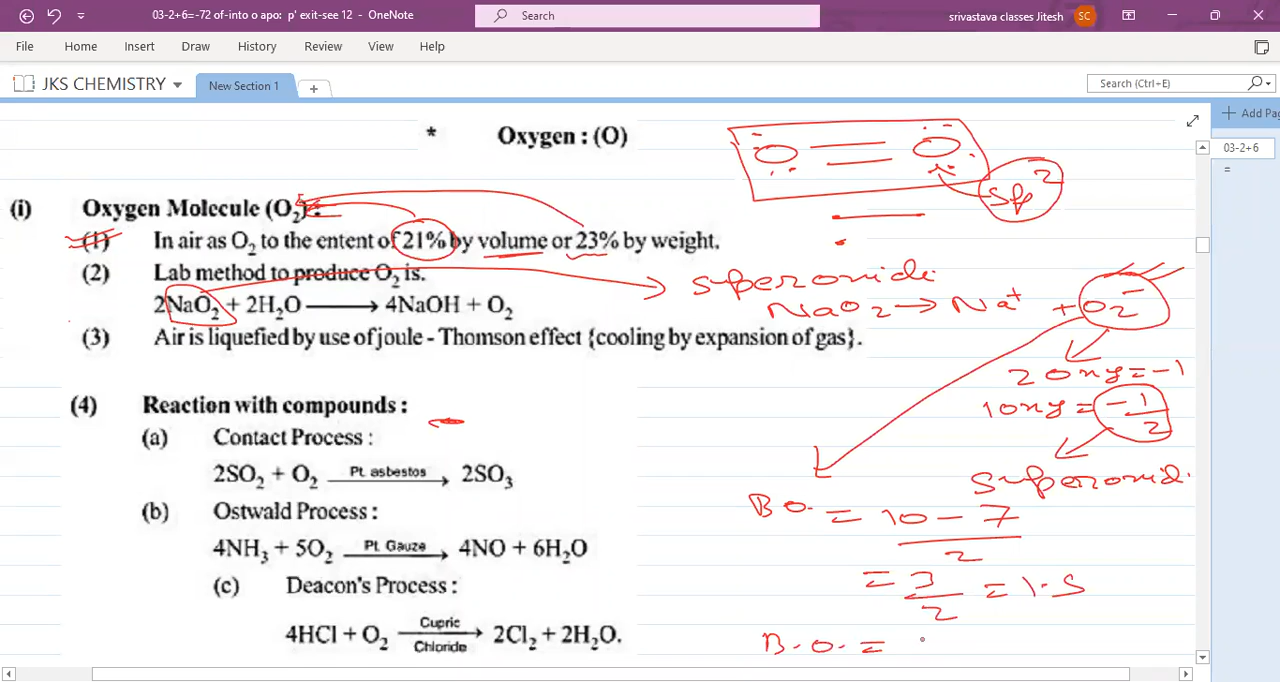 03-2+6=-72 of-into o apo: p' exit-see 12 - OneNote
Search
srivastava classes Jitesh
SC
File Home Insert Draw History Review View Help
JKS CHEMISTRY
New Section 1
+
Search (Ctrl+E)
Add Pag
03-2+6
=
* Oxygen : (O)
O = O
sp2
(i) Oxygen Molecule (O2) :
(1) In air as O2 to the entent of 21% by volume or 23% by weight.
(2) Lab method to produce O2 is.
2NaO2 + 2H2O → 4NaOH + O2
superoxide
NaO2 → Na+ + O2-
(3) Air is liquefied by use of joule - Thomson effect {cooling by expansion of gas}.
2 oxy = -1
1 oxy = -1/2
superoxid.
(4) Reaction with compounds :
(a) Contact Process :
2SO2 + O2 Pt asbestos → 2SO3
(b) Ostwald Process :
4NH3 + 5O2 Pt Gauze → 4NO + 6H2O
(c) Deacon's Process :
4HCl + O2 Cupric Chloride → 2Cl2 + 2H2O.
B O. = 10 - 7 / 2
= 3/2 = 1.5
B.O. =